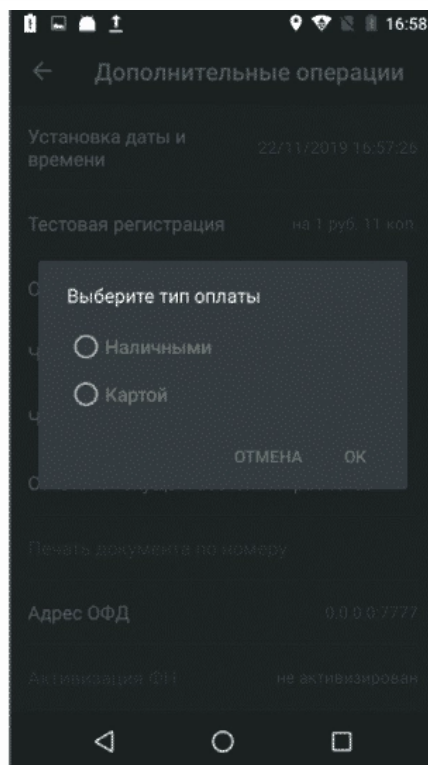 16:58
Дополнительные операции
Установка даты и
времени
22/11/2019 16:57:26
Тестовая регистрация
на 1 руб. 11 коп.
Выберите тип оплаты
Наличными
Картой
ОТМЕНА
ОК
Печать документа по номеру
Адрес ОФД
0.0.0.0:7777
Активизация ФН
не активизирован